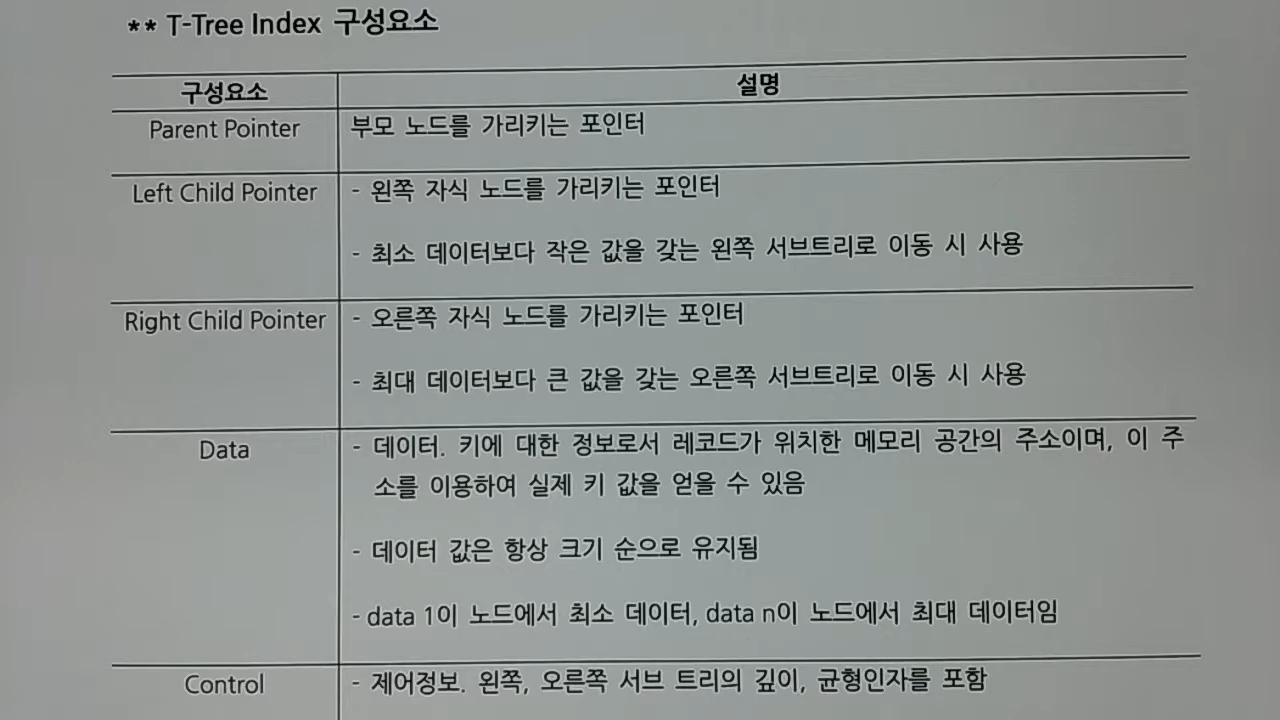 ** T-Tree Index 구성요소
구성요소 설명
Parent Pointer 부모 노드를 가리키는 포인터
Left Child Pointer - 왼쪽 자식 노드를 가리키는 포인터
- 최소 데이터보다 작은 값을 갖는 왼쪽 서브트리로 이동 시 사용
Right Child Pointer - 오른쪽 자식 노드를 가리키는 포인터
- 최대 데이터보다 큰 값을 갖는 오른쪽 서브트리로 이동 시 사용
Data - 데이터. 키에 대한 정보로서 레코드가 위치한 메모리 공간의 주소이며, 이 주
소를 이용하여 실제 키 값을 얻을 수 있음
- 데이터 값은 항상 크기 순으로 유지됨
- data 1이 노드에서 최소 데이터, data n이 노드에서 최대 데이터임
Control - 제어정보. 왼쪽, 오른쪽 서브 트리의 깊이, 균형인자를 포함